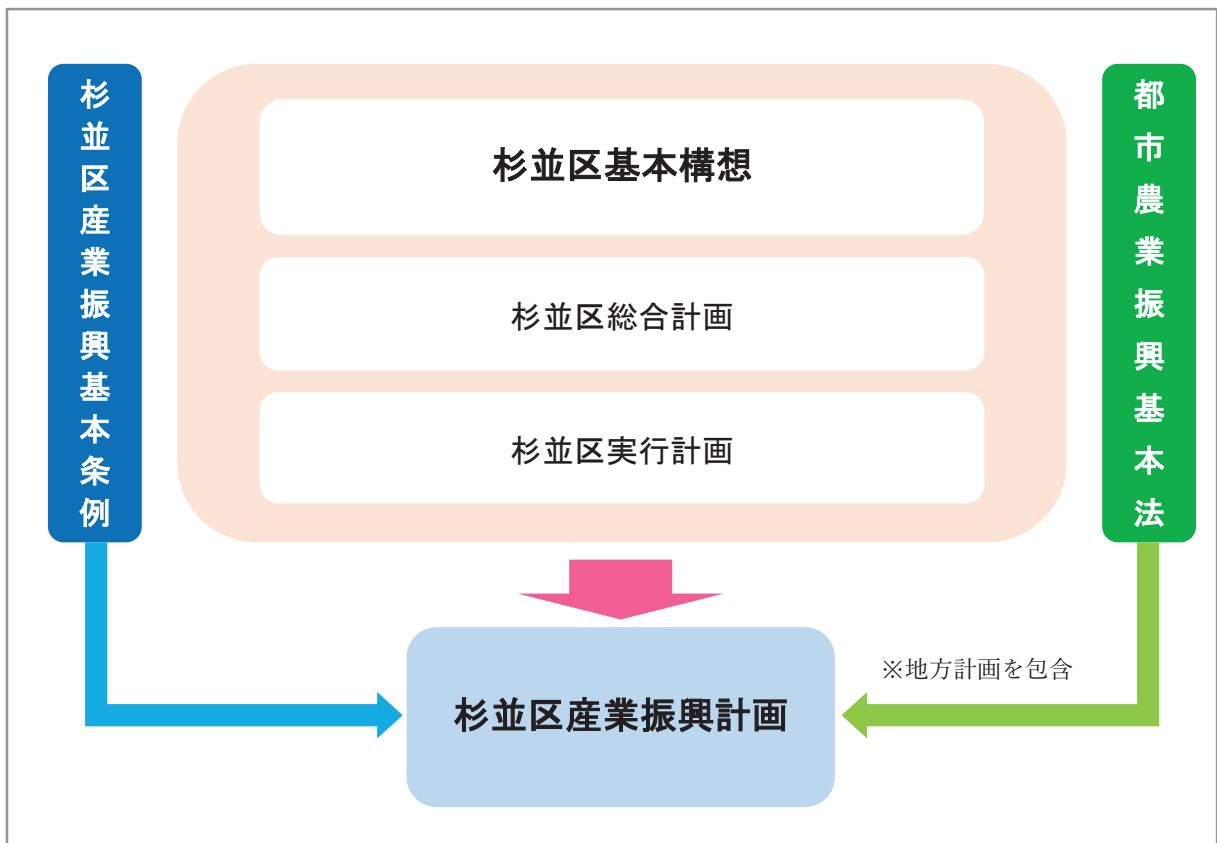 杉並区産業振興基本条例
杉並区基本構想
杉並区総合計画
杉並区実行計画
都市農業振興基本法
※地方計画を包含
杉並区産業振興計画